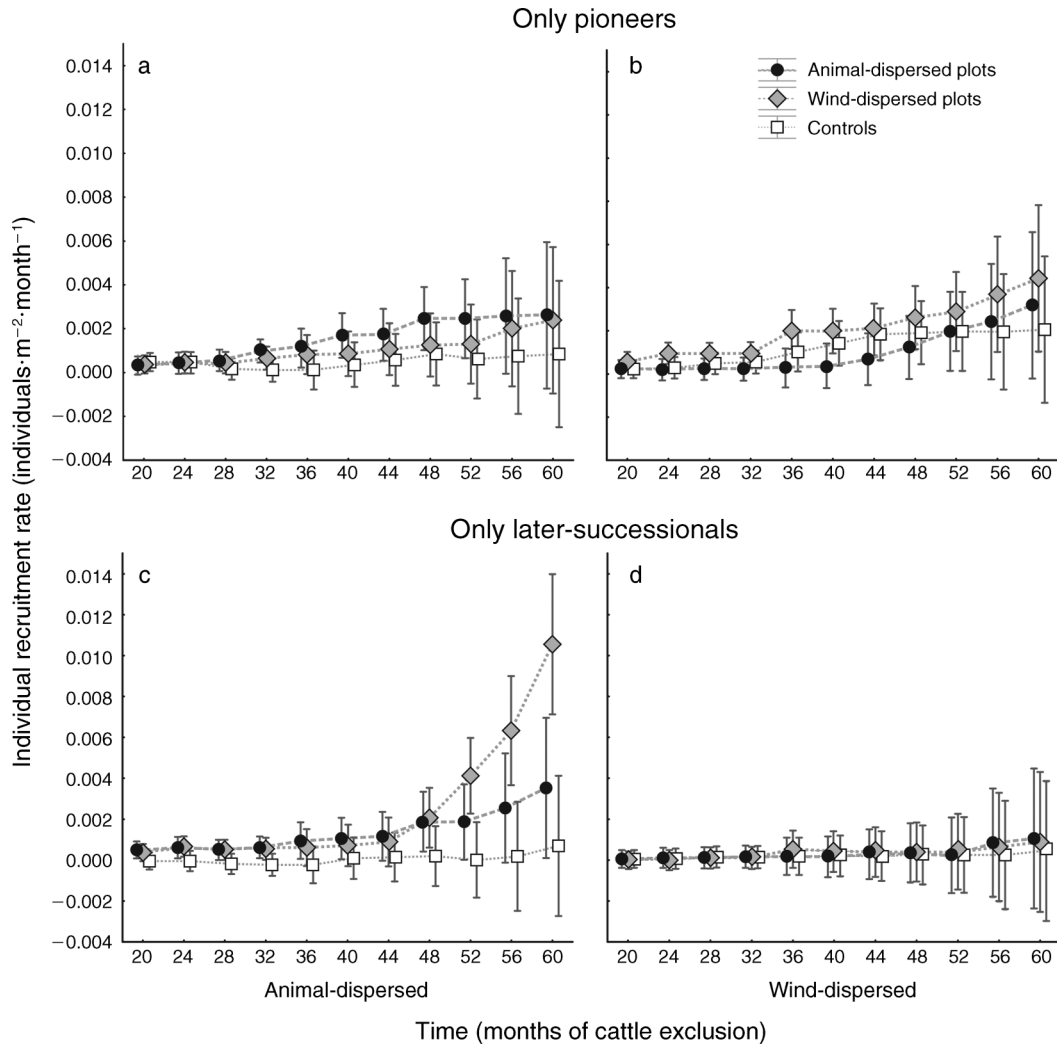 Only pioneers
a
0.014
0.012
0.010
0.008
0.006
0.004
0.002
0.000
−0.002
−0.004
20 24 28 32 36 40 44 48 52 56 60
b
Animal-dispersed plots
Wind-dispersed plots
Controls
20 24 28 32 36 40 44 48 52 56 60
Individual recruitment rate (individuals·m−2·month−1)
Only later-successionals
c
0.014
0.012
0.010
0.008
0.006
0.004
0.002
0.000
−0.002
−0.004
20 24 28 32 36 40 44 48 52 56 60
Animal-dispersed
d
20 24 28 32 36 40 44 48 52 56 60
Wind-dispersed
Time (months of cattle exclusion)